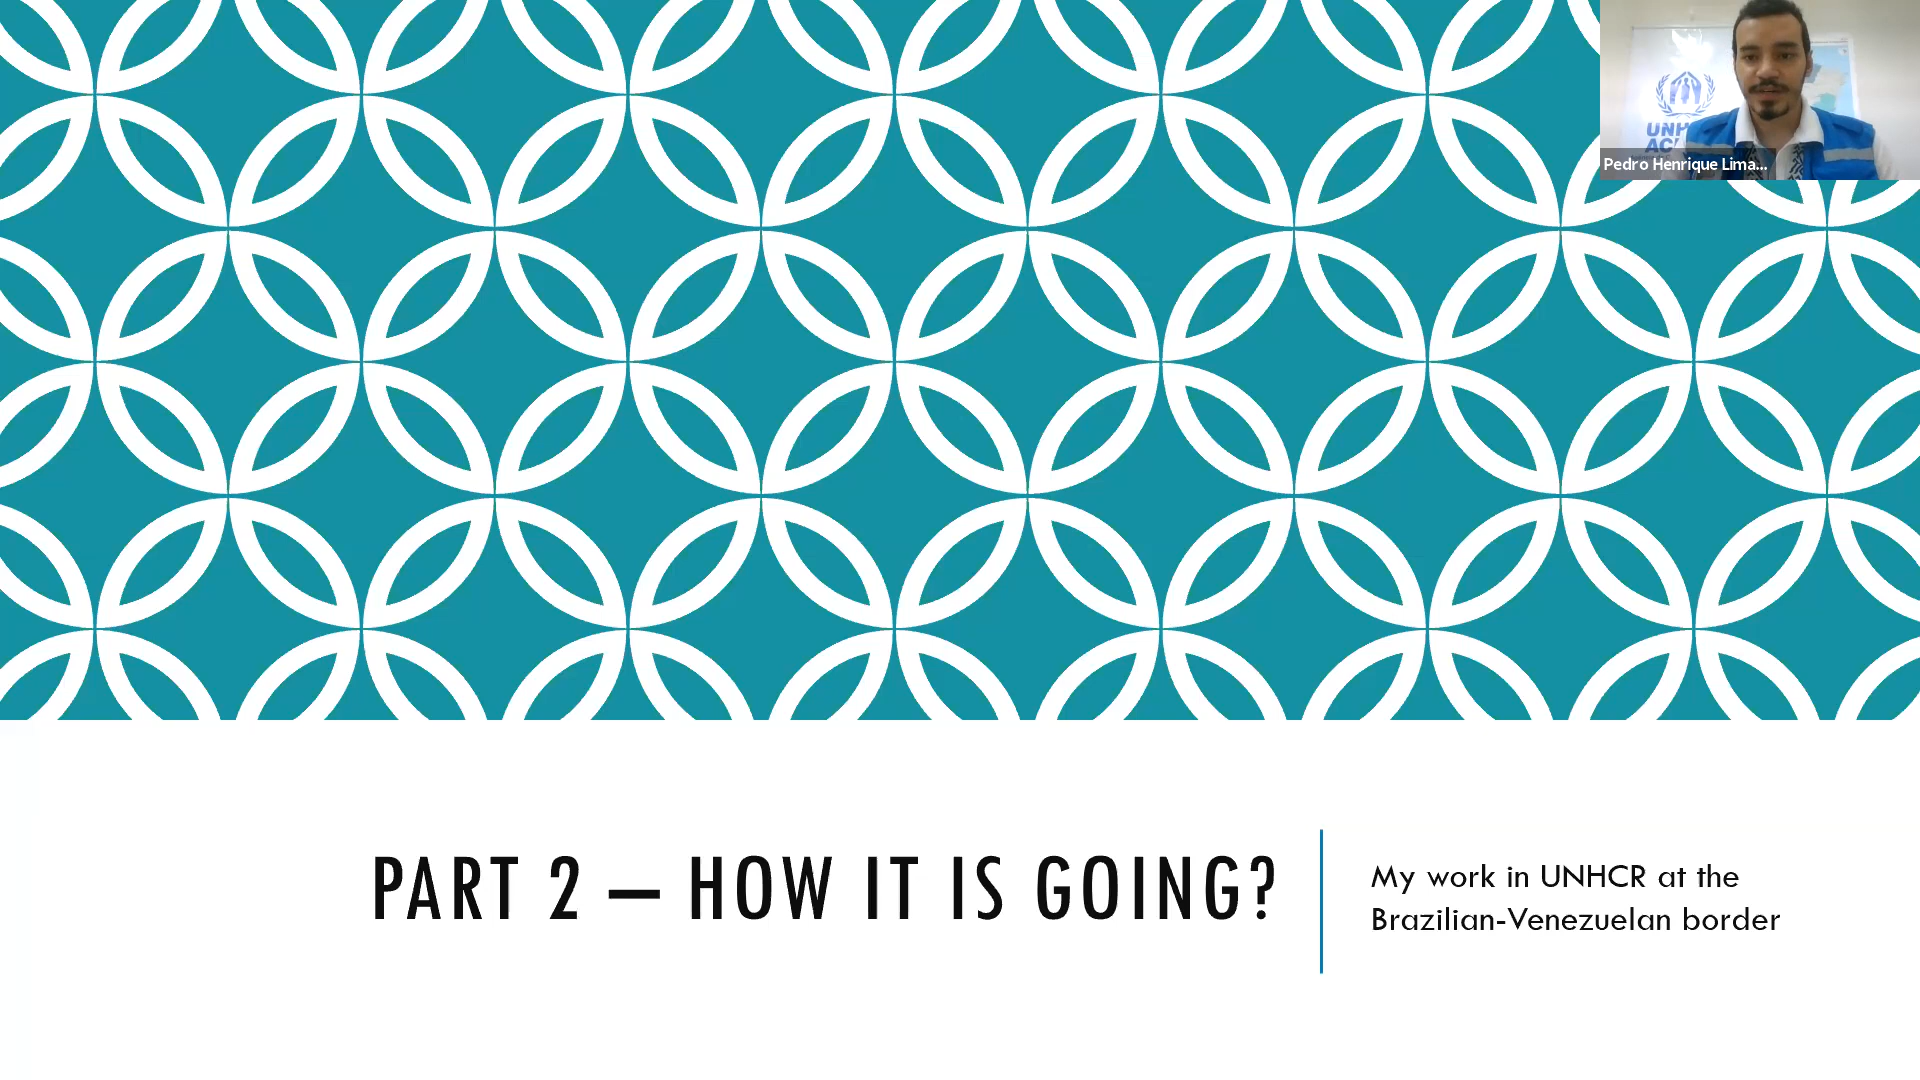 Pedro Henrique Lima...
PART 2 – HOW IT IS GOING?
My work in UNHCR at the
Brazilian-Venezuelan border